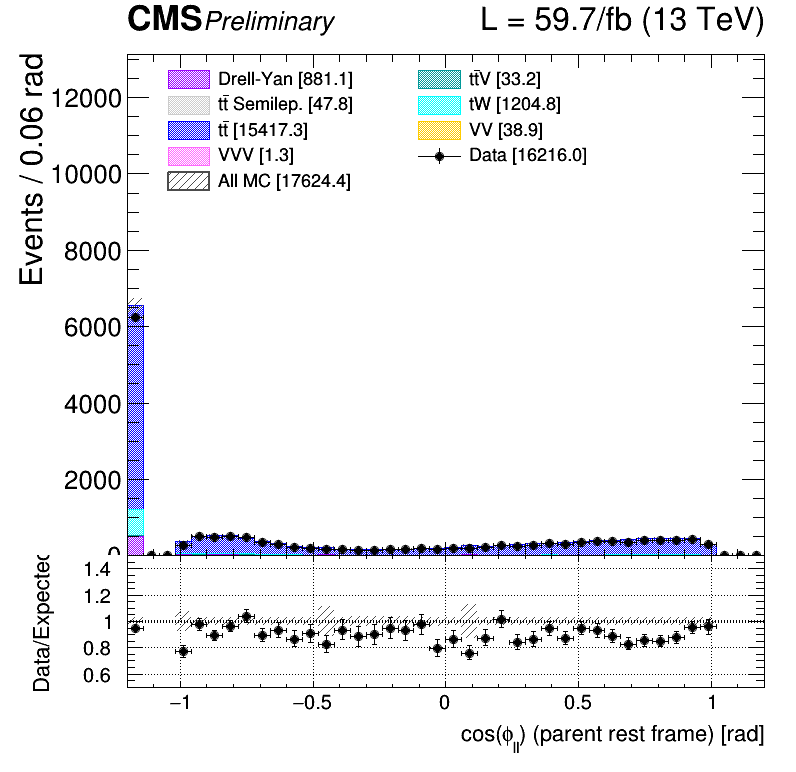 CMS Preliminary L = 59.7/fb (13 TeV)
Events / 0.06 rad
Drell-Yan [881.1]
tt̄ Semilep. [47.8]
tt̄ [15417.3]
VVV [1.3]
All MC [17624.4]
tt̄V [33.2]
tW [1204.8]
VV [38.9]
Data [16216.0]
12000
10000
8000
6000
4000
2000
0
Data/Expected
1.4
1.2
1
0.8
0.6
−1 −0.5 0 0.5 1
cos(ϕ_ll) (parent rest frame) [rad]